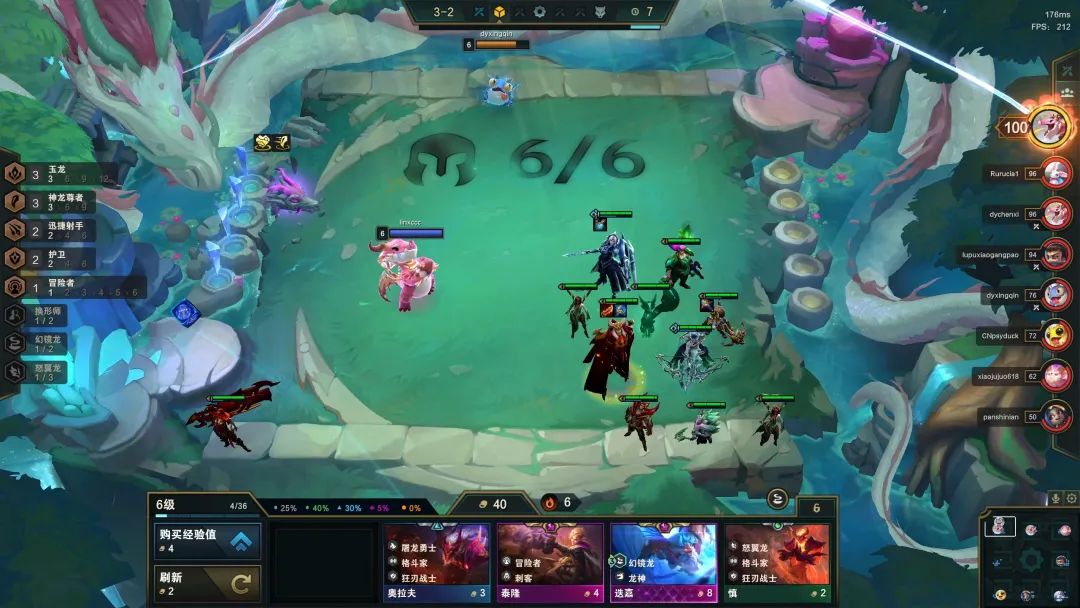 3-2
7
176ms
FPS: 212
6 dyxingqin
6/6
100
3 玉龙
3 6 9 12
3 神龙尊者
3 6 9
2 迅捷射手
2 4 6
2 护卫
2 4 6 8
1 冒险者
1 2 3 4 5 6
换形师
1 / 2
幻镜龙
1 / 2
怒翼龙
1 / 3
linxccc
6
Rurucia1 96
dychenxi 96
lupuxiaogangpao 94
dyxingqin 76
CNpsyduck 72
xiaojujuo618 62
panshinian 50
6级 4/36
25% 40% 30% 5% 0%
40
6
6
购买经验值
4
刷新
2
屠龙勇士
格斗家
狂刃战士
奥拉夫 3
冒险者
刺客
泰隆 4
3 幻镜龙
龙神
迭嘉 8
怒翼龙
格斗家
狂刃战士
慎 2